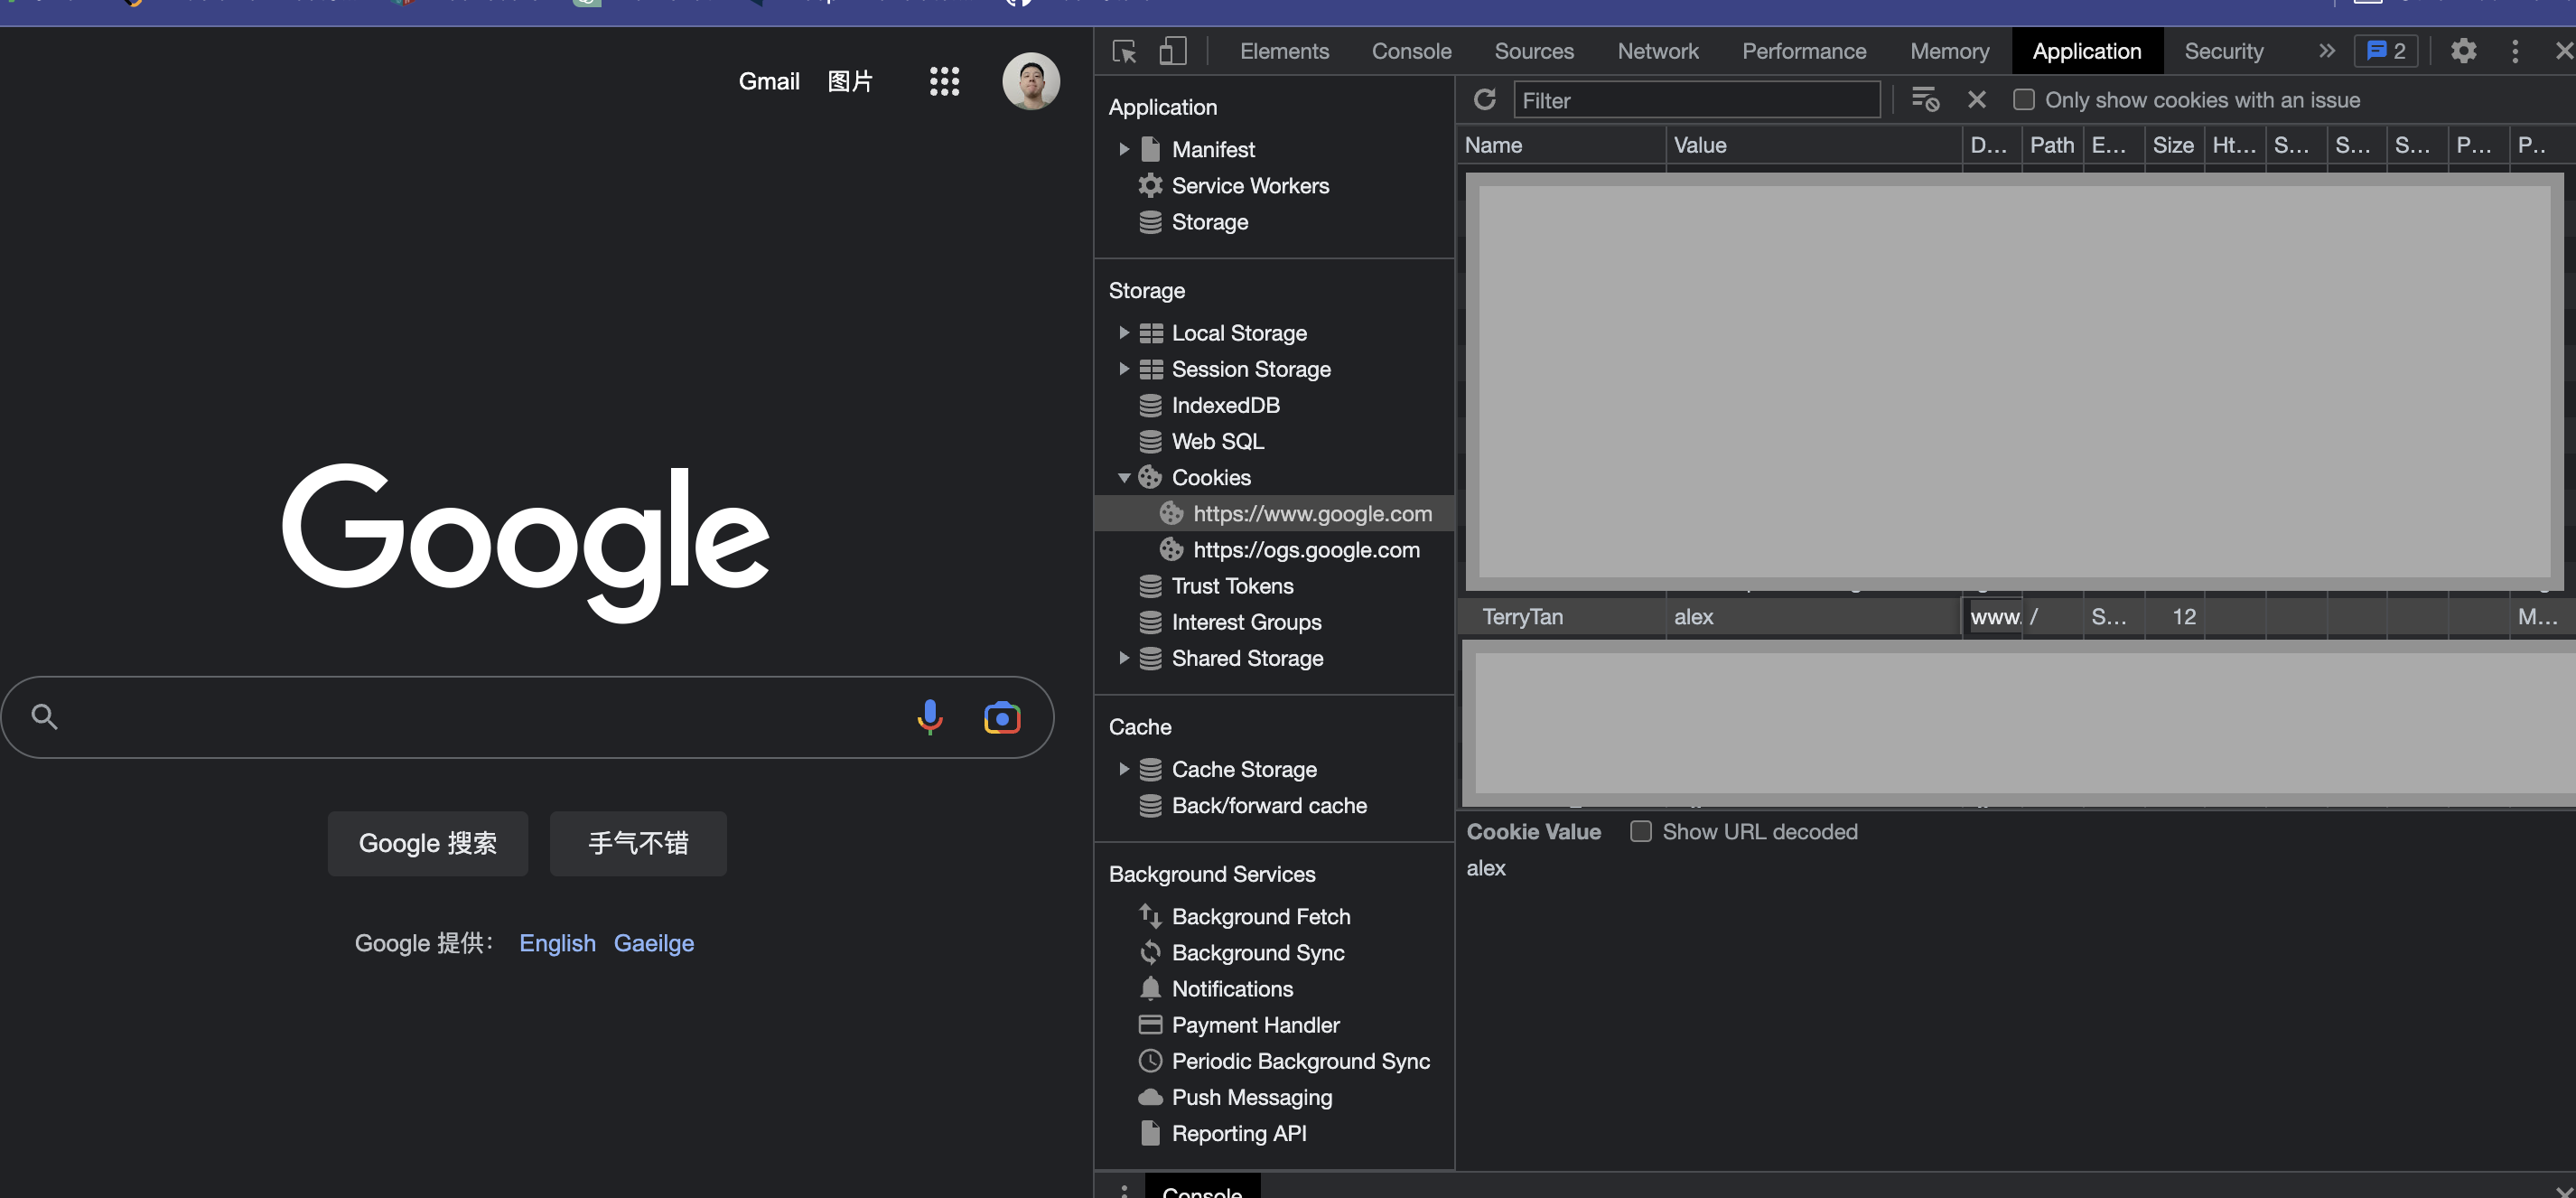 Gmail 图片
Google
Google 搜索 手气不错
Google 提供： English Gaeilge
Elements Console Sources Network Performance Memory Application Security » 2
Application
Manifest
Service Workers
Storage
Storage
Local Storage
Session Storage
IndexedDB
Web SQL
Cookies
https://www.google.com
https://ogs.google.com
Trust Tokens
Interest Groups
Shared Storage
Cache
Cache Storage
Back/forward cache
Background Services
Background Fetch
Background Sync
Notifications
Payment Handler
Periodic Background Sync
Push Messaging
Reporting API
Filter Only show cookies with an issue
Name Value D... Path E... Size Ht... S... S... S... P... P..
TerryTan alex www. / S... 12 M...
Cookie Value Show URL decoded
alex
Console